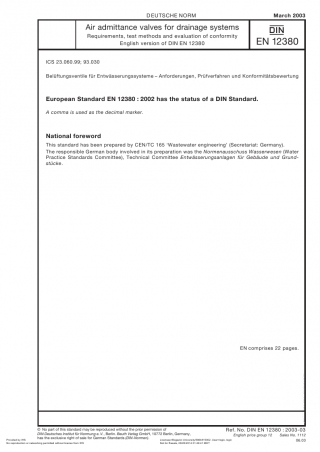 DEUTSCHE NORM
March 2003
Air admittance valves for drainage systems
Requirements, test methods and evaluation of conformity
English version of DIN EN 12380
DIN
EN 12380
ICS 23.060.99; 93.030
Belüftungsventile für Entwässerungssysteme – Anforderungen, Prüfverfahren und Konformitätsbewertung
European Standard EN 12380 : 2002 has the status of a DIN Standard.
A comma is used as the decimal marker.
National foreword
This standard has been prepared by CEN/TC 165 ‘Wastewater engineering’ (Secretariat: Germany).
The responsible German body involved in its preparation was the Normenausschuss Wasserwesen (Water
Practice Standards Committee), Technical Committee Entwässerungsanlagen für Gebäude und Grund-
stücke.
EN comprises 22 pages.
© No part of this standard may be reproduced without the prior permission of
DIN Deutsches Institut für Normung e. V., Berlin. Beuth Verlag GmbH, 10772 Berlin, Germany,
has the exclusive right of sale for German Standards (DIN-Normen).
Ref. No. DIN EN 12380 : 2003-03
English price group 12 Sales No. 1112